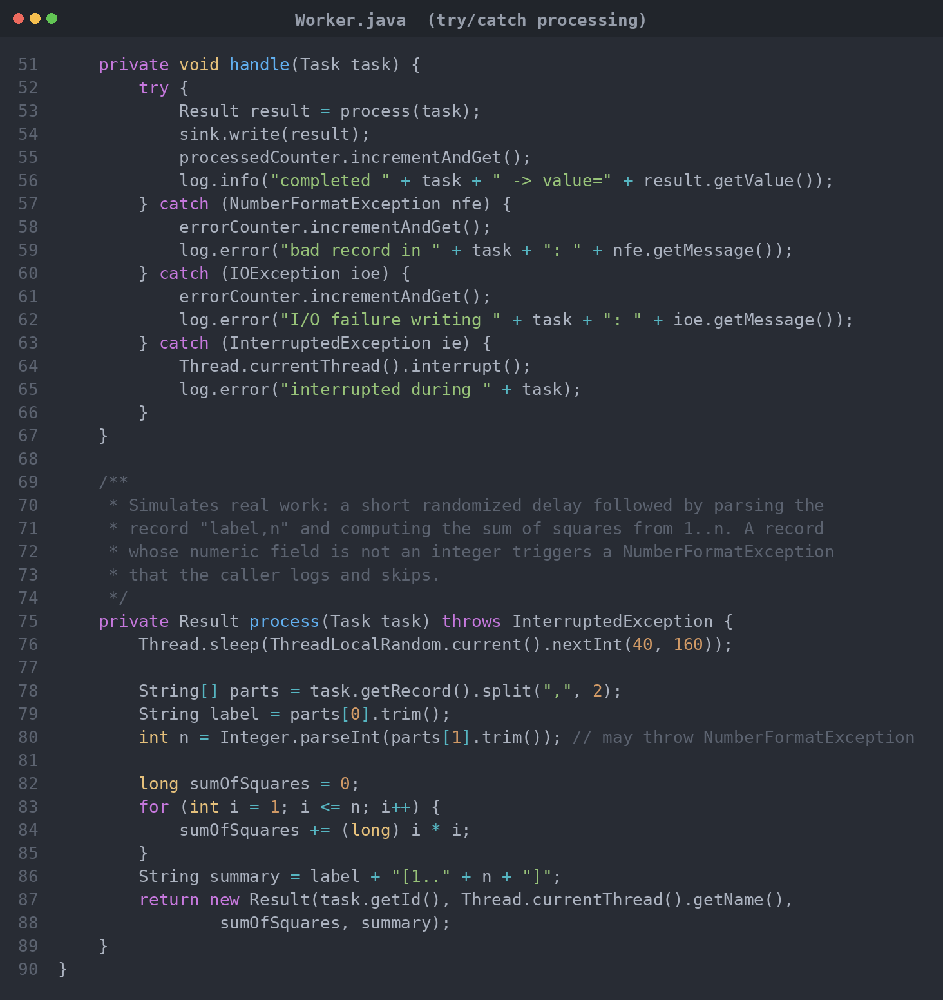 Worker.java  (try/catch processing)
51     private void handle(Task task) {
52         try {
53             Result result = process(task);
54             sink.write(result);
55             processedCounter.incrementAndGet();
56             log.info("completed " + task + " -> value=" + result.getValue());
57         } catch (NumberFormatException nfe) {
58             errorCounter.incrementAndGet();
59             log.error("bad record in " + task + ": " + nfe.getMessage());
60         } catch (IOException ioe) {
61             errorCounter.incrementAndGet();
62             log.error("I/O failure writing " + task + ": " + ioe.getMessage());
63         } catch (InterruptedException ie) {
64             Thread.currentThread().interrupt();
65             log.error("interrupted during " + task);
66         }
67     }
68
69     /**
70      * Simulates real work: a short randomized delay followed by parsing the
71      * record "label,n" and computing the sum of squares from 1..n. A record
72      * whose numeric field is not an integer triggers a NumberFormatException
73      * that the caller logs and skips.
74      */
75     private Result process(Task task) throws InterruptedException {
76         Thread.sleep(ThreadLocalRandom.current().nextInt(40, 160));
77
78         String[] parts = task.getRecord().split(",", 2);
79         String label = parts[0].trim();
80         int n = Integer.parseInt(parts[1].trim()); // may throw NumberFormatException
81
82         long sumOfSquares = 0;
83         for (int i = 1; i <= n; i++) {
84             sumOfSquares += (long) i * i;
85         }
86         String summary = label + "[1.." + n + "]";
87         return new Result(task.getId(), Thread.currentThread().getName(),
88                 sumOfSquares, summary);
89     }
90 }